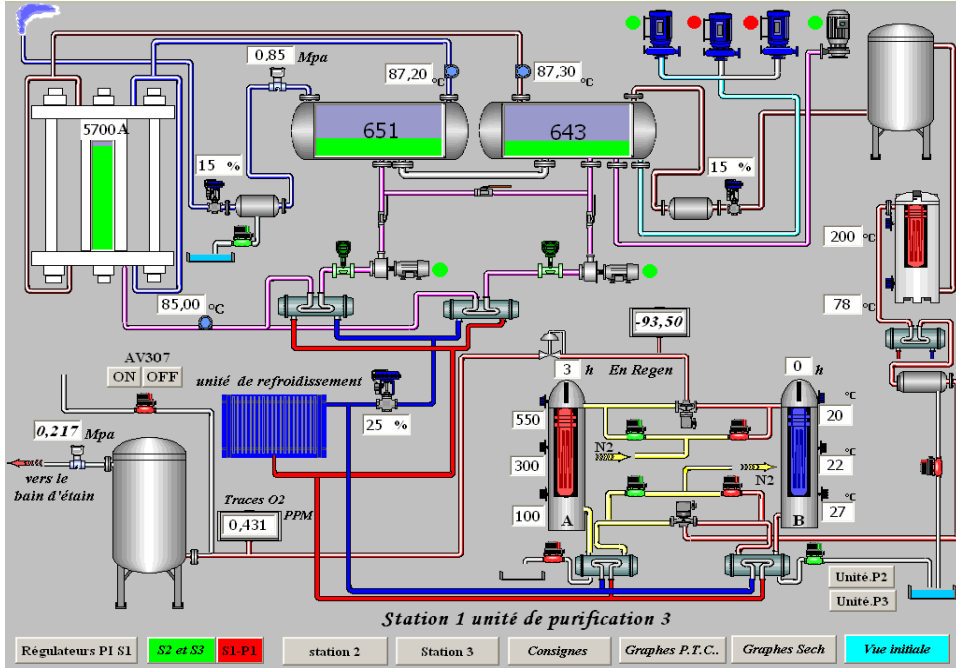 0,85 Mpa
87,20 °C
87,30 °C
5700 A
651
643
15 %
15 %
200 °C
85,00 °C
78 °C
-93,50
AV307
ON OFF
unité de refroidissement
3 h
En Regen
0 h
25 %
550
20 °C
0,217 Mpa
N2
300
22 °C
vers le
bain d'étain
N2
Traces O2
PPM
0,431
100
A
B
27 °C
Unité.P2
Unité.P3
Station 1 unité de purification 3
Régulateurs PI S1
S2 et S3
S1-P1
station 2
Station 3
Consignes
Graphes P.T.C..
Graphes Sech
Vue initiale